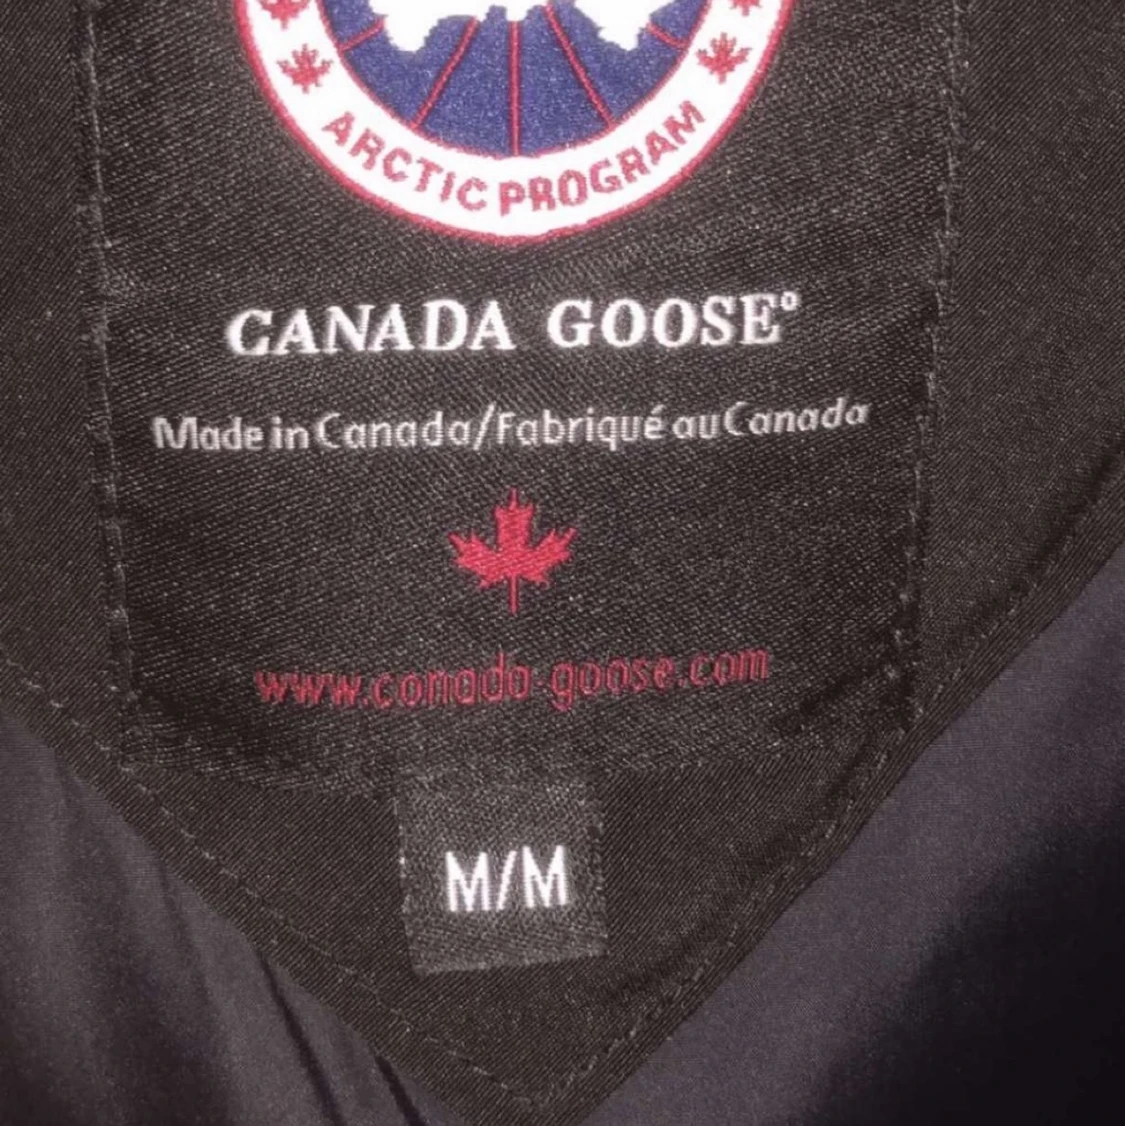 ARCTIC PROGRAM
CANADA GOOSE®
Made in Canada/Fabriqué au Canada
www.canada-goose.com
M/M